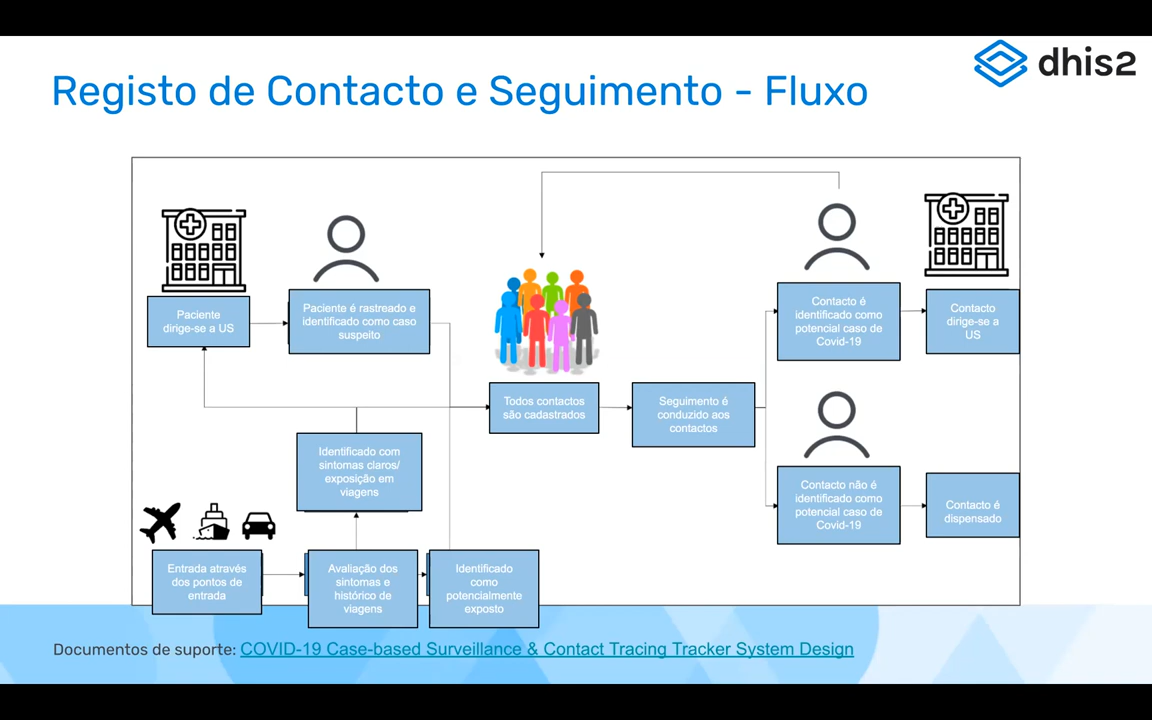 dhis2
Registo de Contacto e Seguimento - Fluxo
Paciente
dirige-se a US
Paciente é rastreado e
identificado como caso
suspeito
Todos contactos
são cadastrados
Seguimento é
conduzido aos
contactos
Contacto é
identificado como
potencial caso de
Covid-19
Contacto
dirige-se a
US
Identificado com
sintomas claros/
exposição em
viagens
Contacto não é
identificado como
potencial caso de
Covid-19
Contacto é
dispensado
Entrada através
dos pontos de
entrada
Avaliação dos
sintomas e
histórico de
viagens
Identificado
como
potencialmente
exposto
Documentos de suporte: COVID-19 Case-based Surveillance & Contact Tracing Tracker System Design